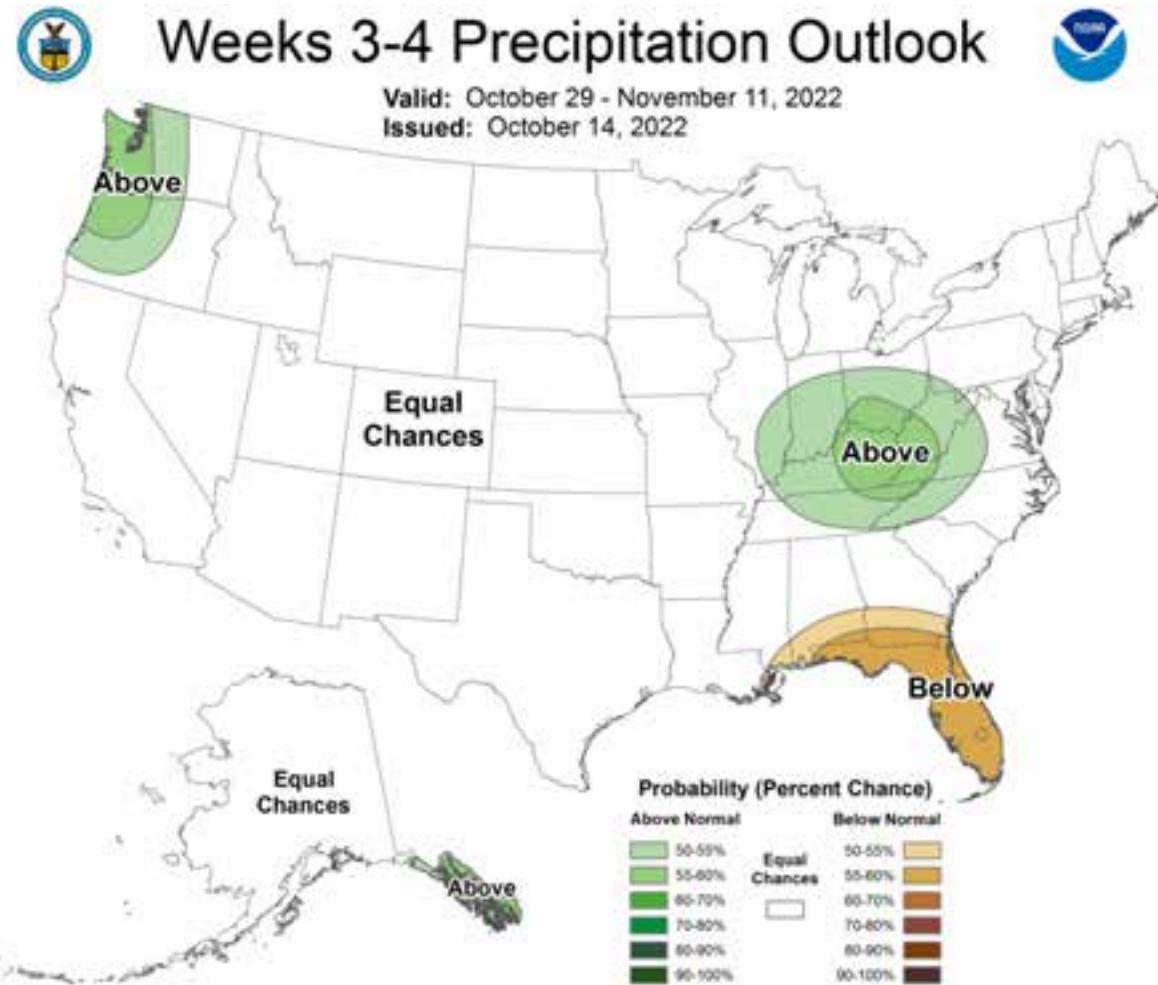 Weeks 3-4 Precipitation Outlook
noaa
Valid: October 29 - November 11, 2022
Issued: October 14, 2022
Above
Equal
Chances
Above
Below
Equal
Chances
Above
Probability (Percent Chance)
Above Normal
Below Normal
50-55%
55-60%
60-70%
70-80%
80-90%
90-100%
Equal
Chances
50-55%
55-60%
60-70%
70-80%
80-90%
90-100%